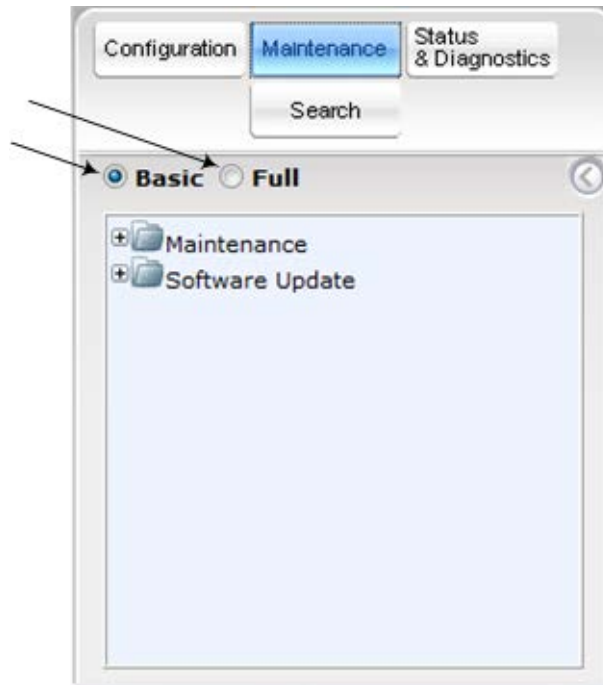 Configuration
Maintenance
Status
& Diagnostics
Search
Basic
Full
Maintenance
Software Update